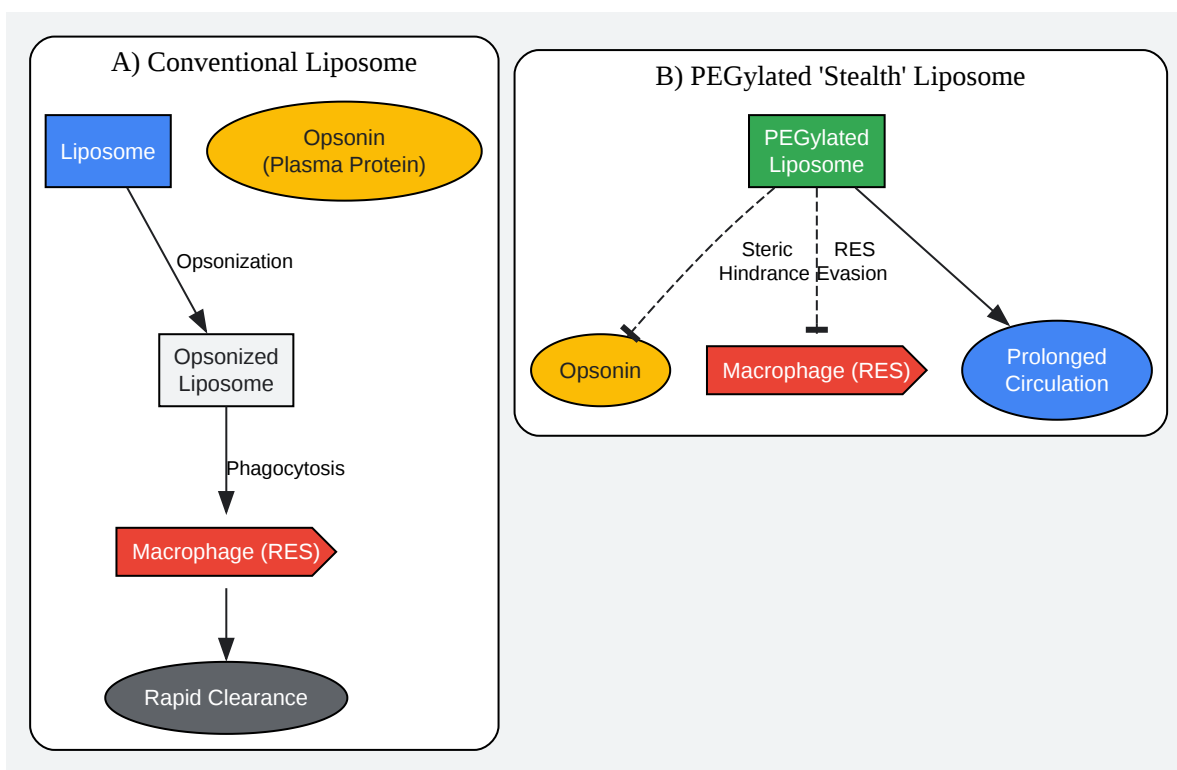 A) Conventional Liposome
Liposome
Opsonin
(Plasma Protein)
Opsonization
Opsonized
Liposome
Phagocytosis
Macrophage (RES)
Rapid Clearance
B) PEGylated 'Stealth' Liposome
PEGylated
Liposome
Steric
Hindrance
RES
Evasion
Opsonin
Macrophage (RES)
Prolonged
Circulation